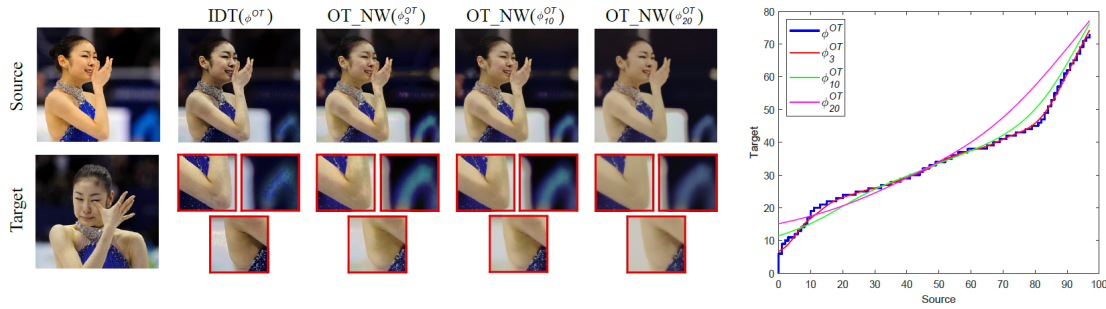 IDT(ϕ^OT) OT_NW(ϕ_3^OT) OT_NW(ϕ_10^OT) OT_NW(ϕ_20^OT)
Source
Target
80
70
60
50
40
30
20
10
0
Target
ϕ^OT
ϕ_3^OT
ϕ_10^OT
ϕ_20^OT
0 10 20 30 40 50 60 70 80 90 100
Source